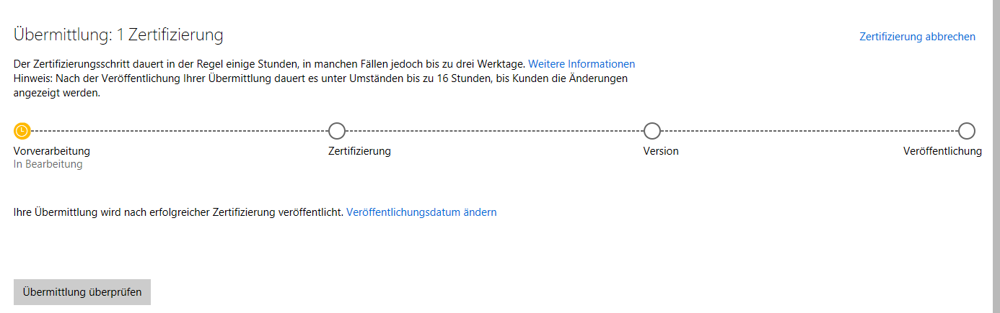 Übermittlung: 1 Zertifizierung
Zertifizierung abbrechen
Der Zertifizierungsschritt dauert in der Regel einige Stunden, in manchen Fällen jedoch bis zu drei Werktage. Weitere Informationen
Hinweis: Nach der Veröffentlichung Ihrer Übermittlung dauert es unter Umständen bis zu 16 Stunden, bis Kunden die Änderungen
angezeigt werden.
Vorverarbeitung
In Bearbeitung
Zertifizierung
Version
Veröffentlichung
Ihre Übermittlung wird nach erfolgreicher Zertifizierung veröffentlicht. Veröffentlichungsdatum ändern
Übermittlung überprüfen